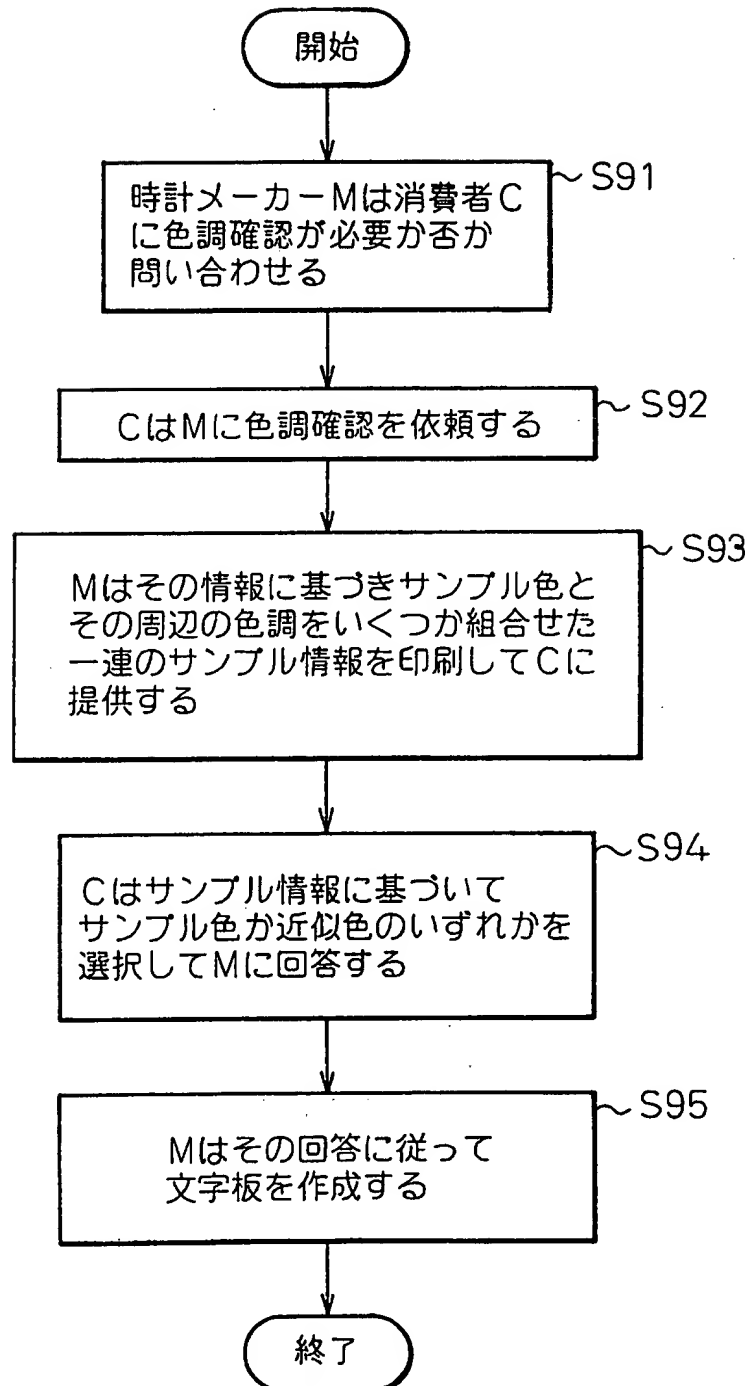 開始
S91
時計メーカーMは消費者C
に色調確認が必要か否か
問い合わせる
S92
CはMに色調確認を依頼する
S93
Mはその情報に基づきサンプル色と
その周辺の色調をいくつか組合せた
一連のサンプル情報を印刷してCに
提供する
S94
Cはサンプル情報に基づいて
サンプル色か近似色のいずれかを
選択してMに回答する
S95
Mはその回答に従って
文字板を作成する
終了